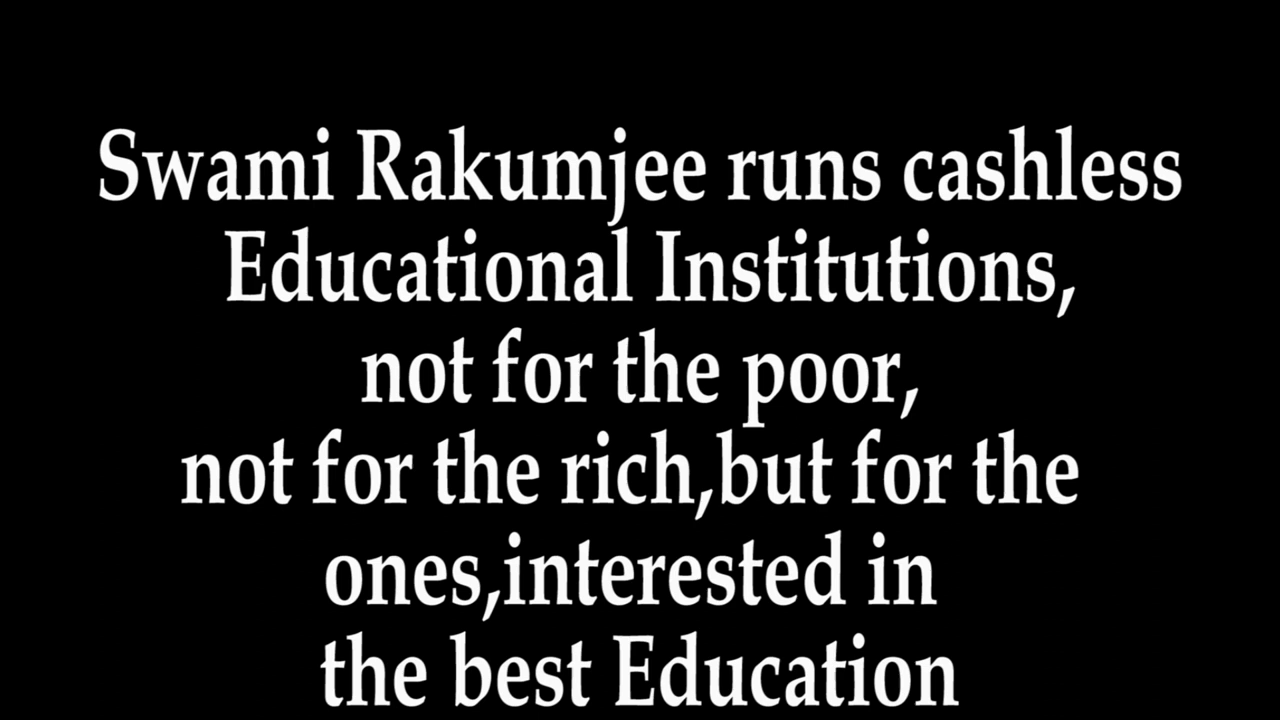 Swami Rakumjee runs cashless
Educational Institutions,
not for the poor,
not for the rich,but for the
ones,interested in
the best Education